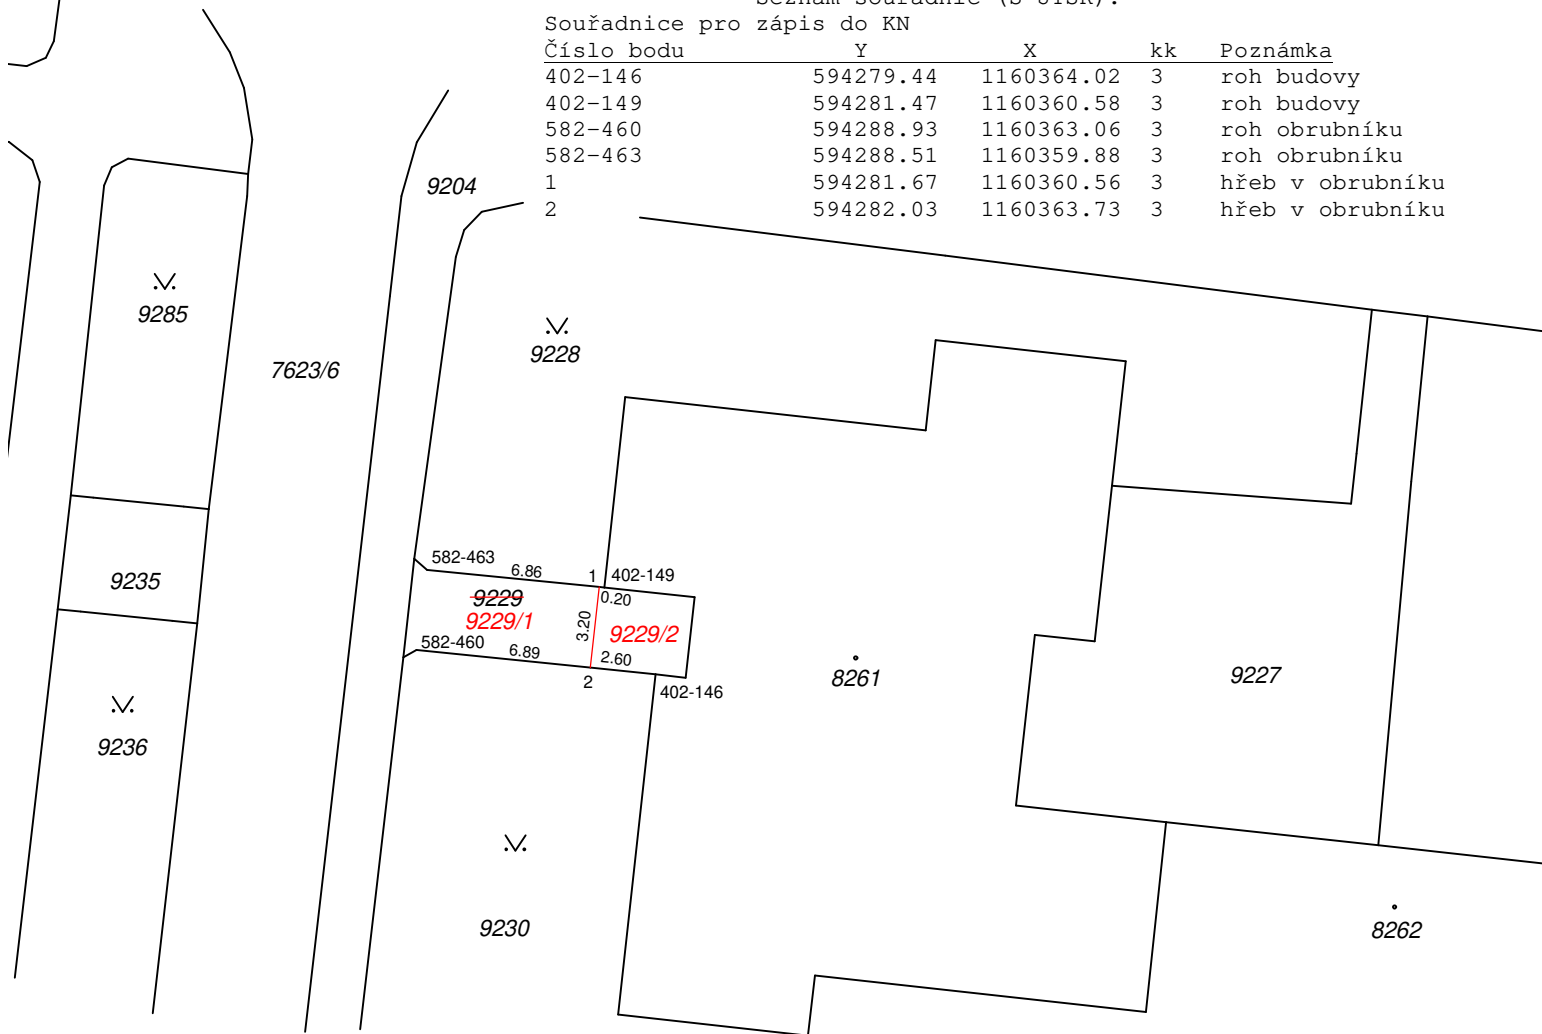 Seznam souřadnic (S-JTSK):
Souřadnice pro zápis do KN
Číslo bodu Y X kk Poznámka
402-146 594279.44 1160364.02 3 roh budovy
402-149 594281.47 1160360.58 3 roh budovy
582-460 594288.93 1160363.06 3 roh obrubníku
582-463 594288.51 1160359.88 3 roh obrubníku
1 594281.67 1160360.56 3 hřeb v obrubníku
2 594282.03 1160363.73 3 hřeb v obrubníku
9204
9285
9228
7623/6
582-463
6.86
1
402-149
9235
9229
0.20
9229/1
3.20
9229/2
582-460
6.89
2.60
2
402-146
8261
9227
9236
9230
8262